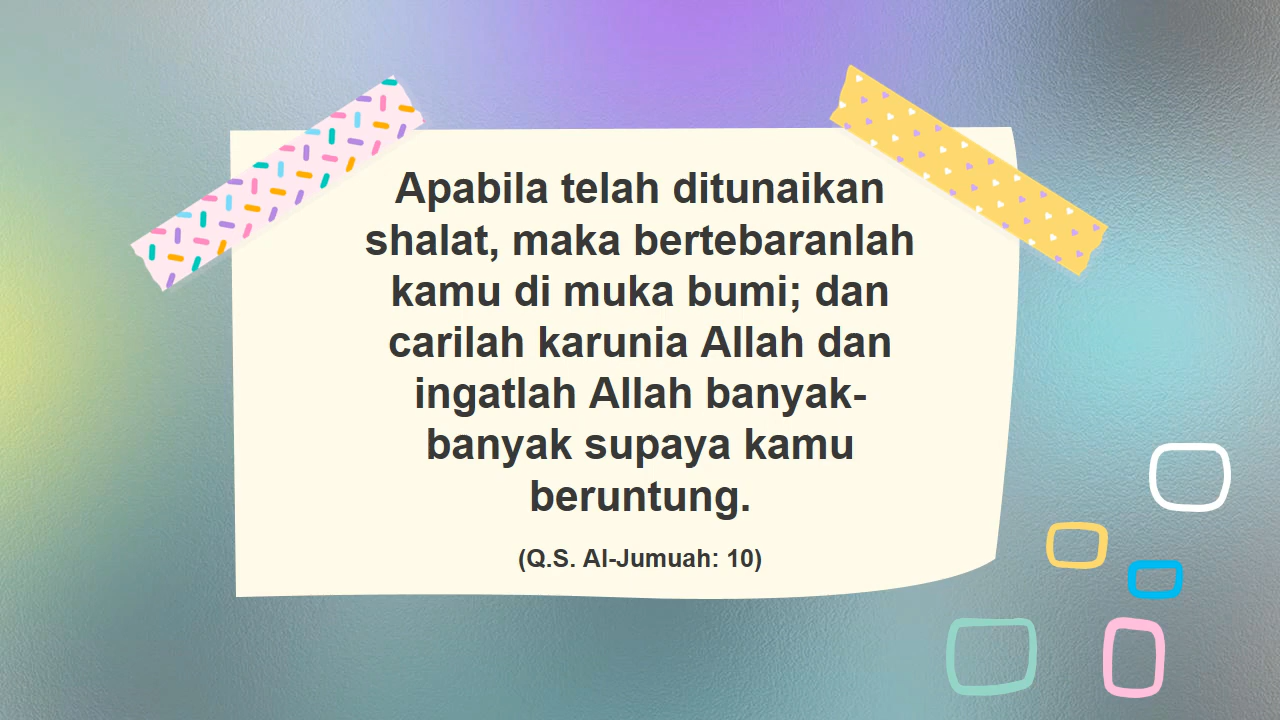 Apabila telah ditunaikan
shalat, maka bertebaranlah
kamu di muka bumi; dan
carilah karunia Allah dan
ingatlah Allah banyak-
banyak supaya kamu
beruntung.
(Q.S. Al-Jumuah: 10)